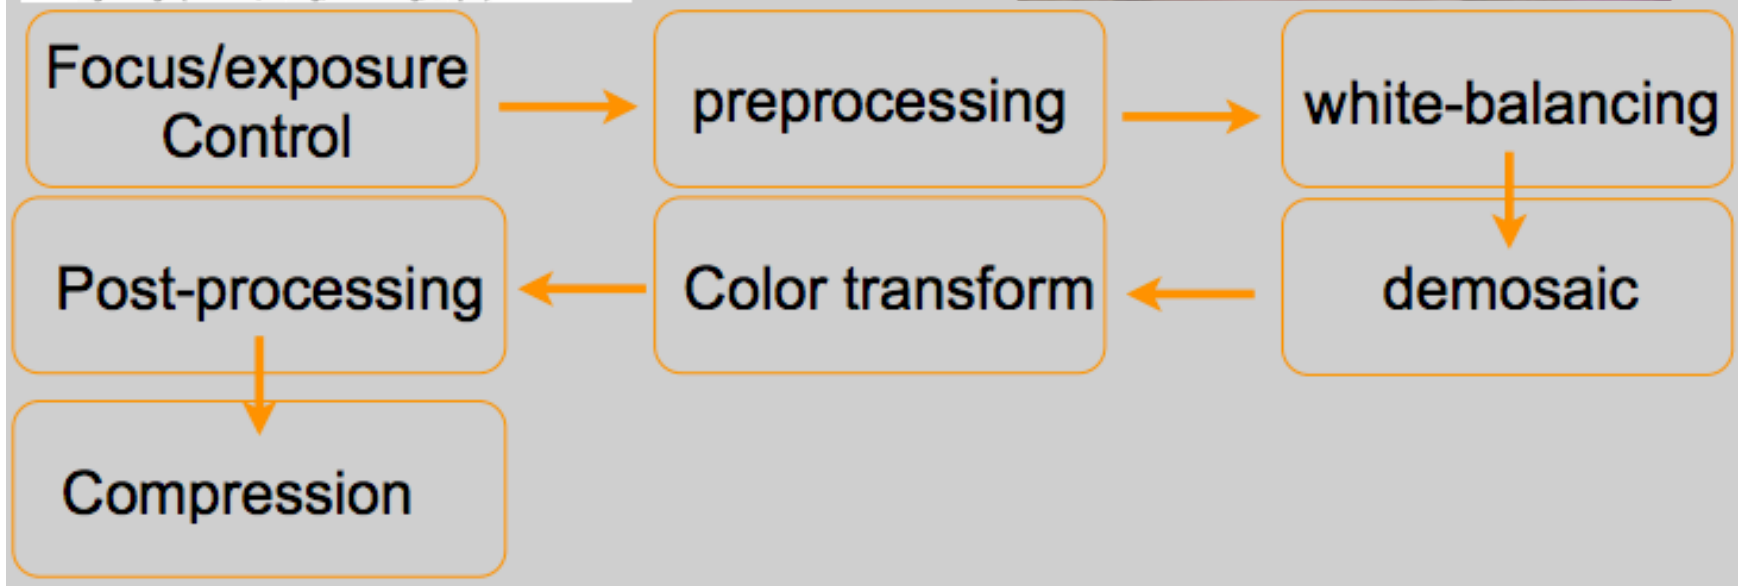 Focus/exposure
Control
preprocessing
white-balancing
demosaic
Color transform
Post-processing
Compression